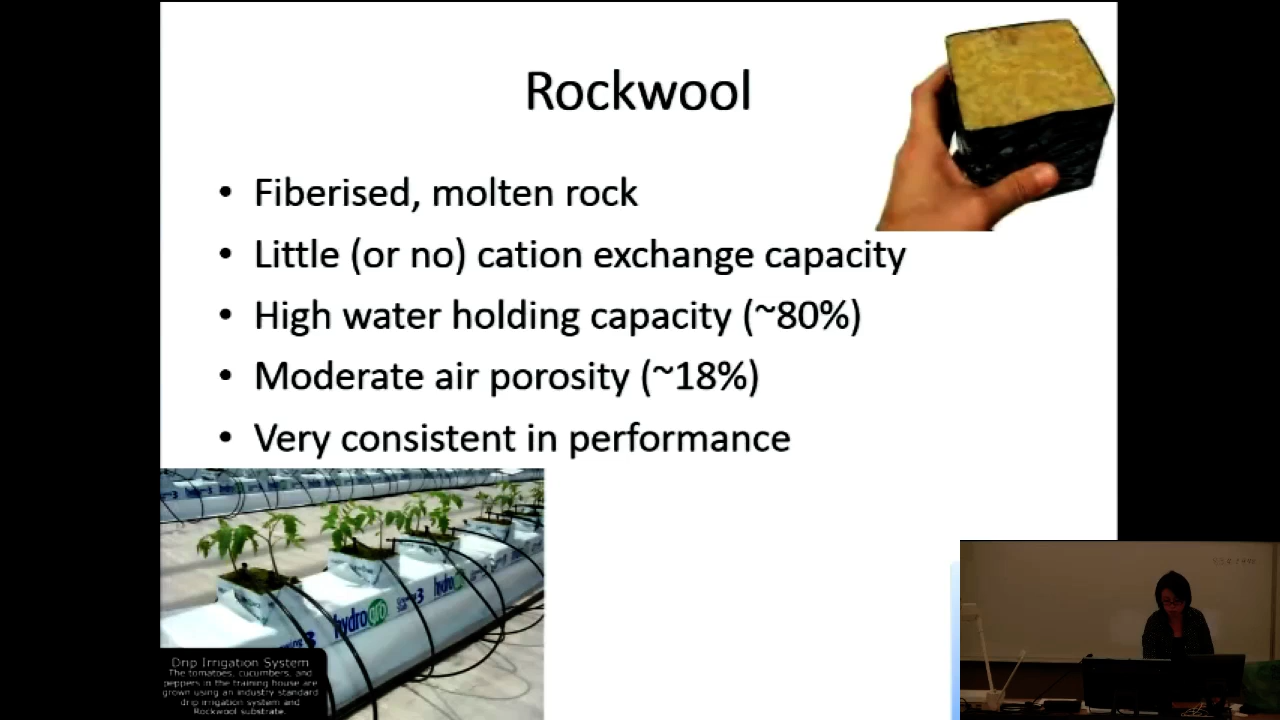 Rockwool
• Fiberised, molten rock
• Little (or no) cation exchange capacity
• High water holding capacity (~80%)
• Moderate air porosity (~18%)
• Very consistent in performance
hydrogro
hydro
Drip Irrigation System
The tomatoes, cucumbers, and
peppers in the training house are
grown using an industry standard
drip irrigation system and
Rockwool substrate.